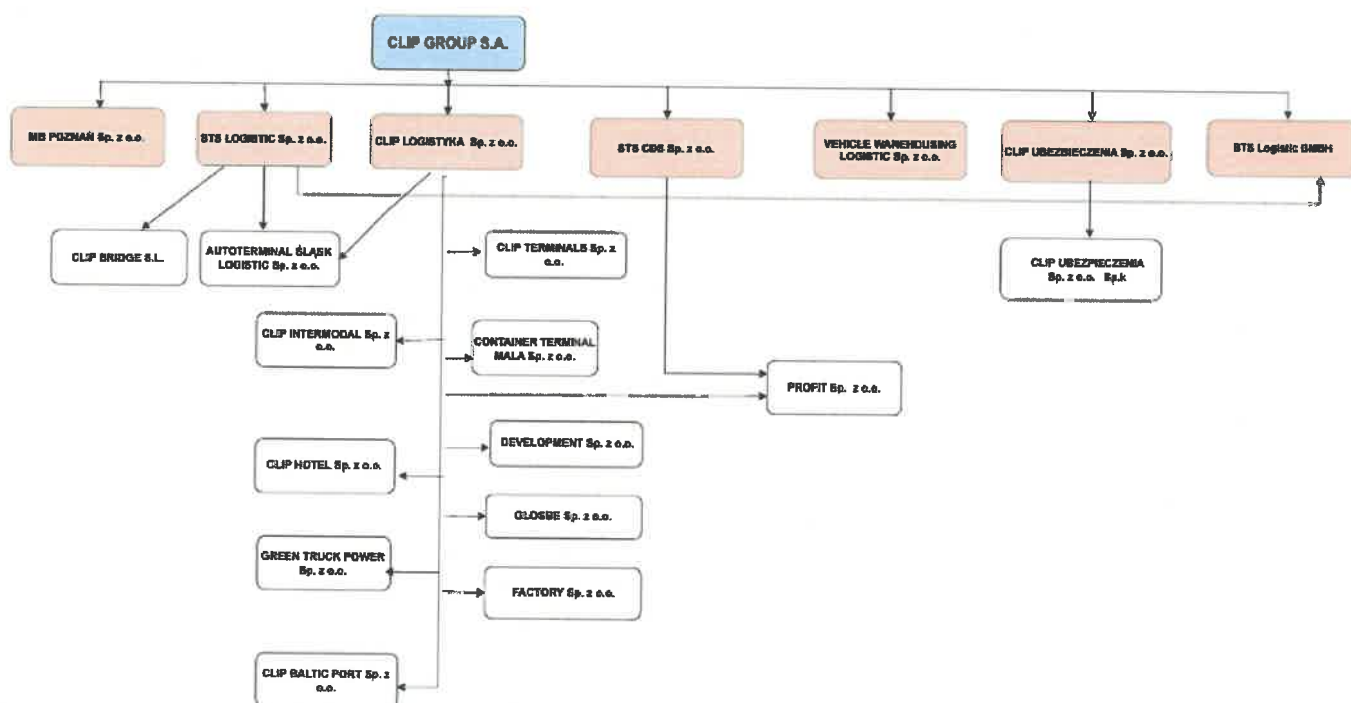 CLIP GROUP S.A.
MB POZNAŃ Sp. z o.o.
STS LOGISTIC Sp. z o.o.
CLIP LOGISTYKA Sp. z o.o.
STS CDS Sp. z o.o.
VEHICLE WAREHOUSING
LOGISTIC Sp. z o.o.
CLIP UBEZPIECZENIA Sp. z o.o.
STS Logistic GMBH
CLIP BRIDGE S.L.
AUTOTERMINAL ŚLĄSK
LOGISTIC Sp. z o.o.
CLIP TERMINALS Sp. z
o.o.
CLIP UBEZPIECZENIA
Sp. z o.o. Sp.k
CLIP INTERMODAL Sp. z
o.o.
CONTAINER TERMINAL
MALA Sp. z o.o.
PROFIT Sp. z o.o.
DEVELOPMENT Sp. z o.o.
CLIP HOTEL Sp. z o.o.
GLOSBE Sp. z o.o.
GREEN TRUCK POWER
Sp. z o.o.
FACTORY Sp. z o.o.
CLIP BALTIC PORT Sp. z
o.o.